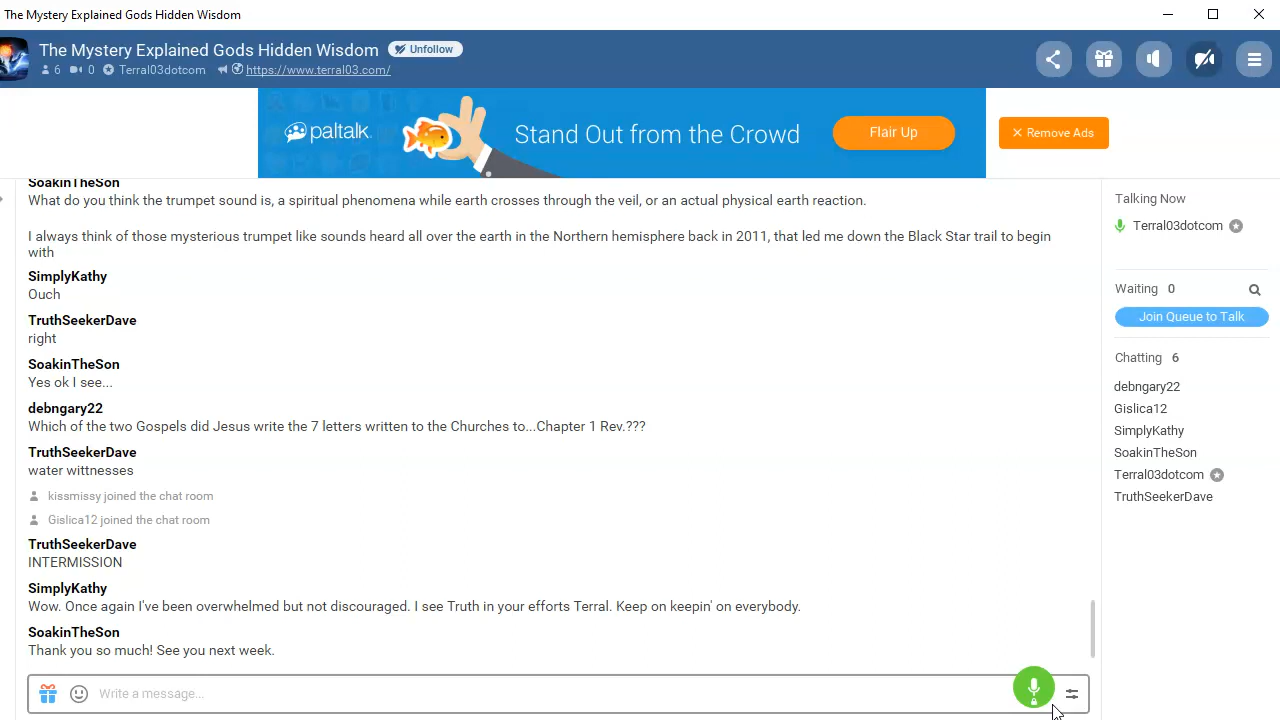 The Mystery Explained Gods Hidden Wisdom
The Mystery Explained Gods Hidden Wisdom Unfollow
6 0 Terral03dotcom https://www.terral03.com/
paltalk Stand Out from the Crowd Flair Up Remove Ads
SoakinTheSon
What do you think the trumpet sound is, a spiritual phenomena while earth crosses through the veil, or an actual physical earth reaction.
I always think of those mysterious trumpet like sounds heard all over the earth in the Northern hemisphere back in 2011, that led me down the Black Star trail to begin
with
SimplyKathy
Ouch
TruthSeekerDave
right
SoakinTheSon
Yes ok I see...
debngary22
Which of the two Gospels did Jesus write the 7 letters written to the Churches to...Chapter 1 Rev.???
TruthSeekerDave
water wittnesses
kissmissy joined the chat room
Gislica12 joined the chat room
TruthSeekerDave
INTERMISSION
SimplyKathy
Wow. Once again I've been overwhelmed but not discouraged. I see Truth in your efforts Terral. Keep on keepin' on everybody.
SoakinTheSon
Thank you so much! See you next week.
Write a message...
Talking Now
Terral03dotcom
Waiting 0
Join Queue to Talk
Chatting 6
debngary22
Gislica12
SimplyKathy
SoakinTheSon
Terral03dotcom
TruthSeekerDave